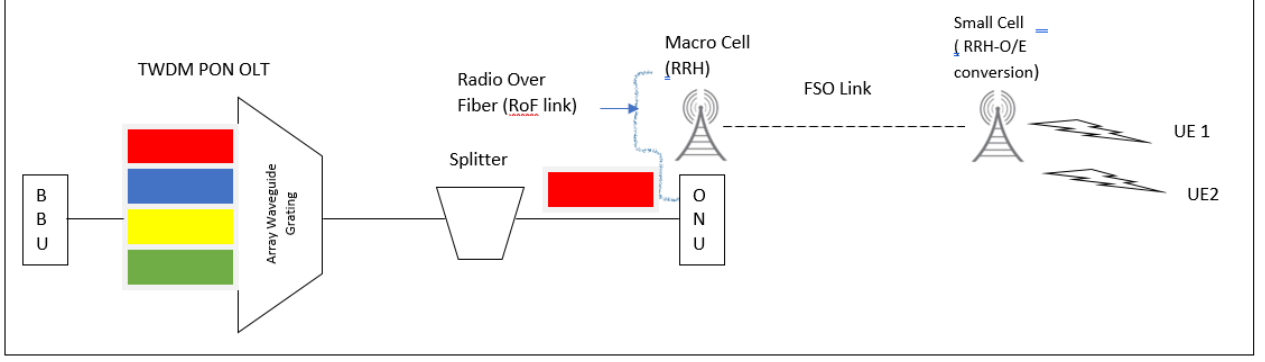 TWDM PON OLT
B
B
U
Array Waveguide
Grating
Splitter
Radio Over
Fiber (RoF link)
Macro Cell
(RRH)
O
N
U
FSO Link
Small Cell
( RRH-O/E
conversion)
UE 1
UE2